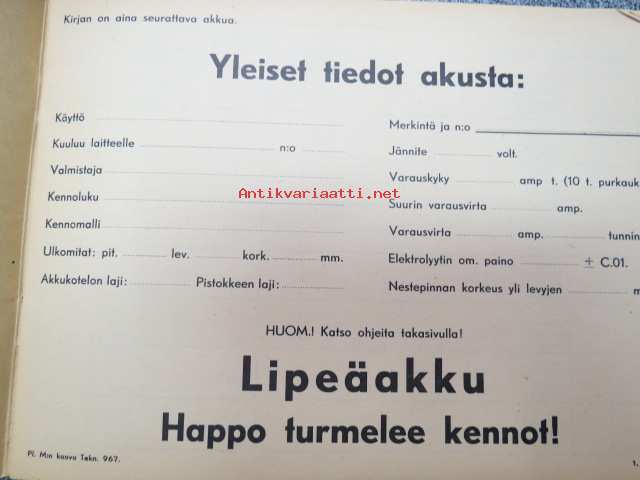 Kirjan on aina seurattava akkua.
Yleiset tiedot akusta:
Käyttö
Kuuluu laitteelle n:o
Valmistaja
Kennoluku
Kennomalli
Ulkomitat: pit. lev. kork. mm.
Akkukotelon laji: Pistokkeen laji:
Merkintä ja n:o
Jännite volt.
Varauskyky amp t. (10 t. purkauk
Suurin varausvirta amp.
Varausvirta amp. tunnin
Elektrolyytin om. paino ± C.01.
Nestepinnan korkeus yli levyjen m
Antikvariaatti.net
HUOM.! Katso ohjeita takasivulla!
Lipeäakku
Happo turmelee kennot!
Pl. Min kaava Tekn. 967.
1.